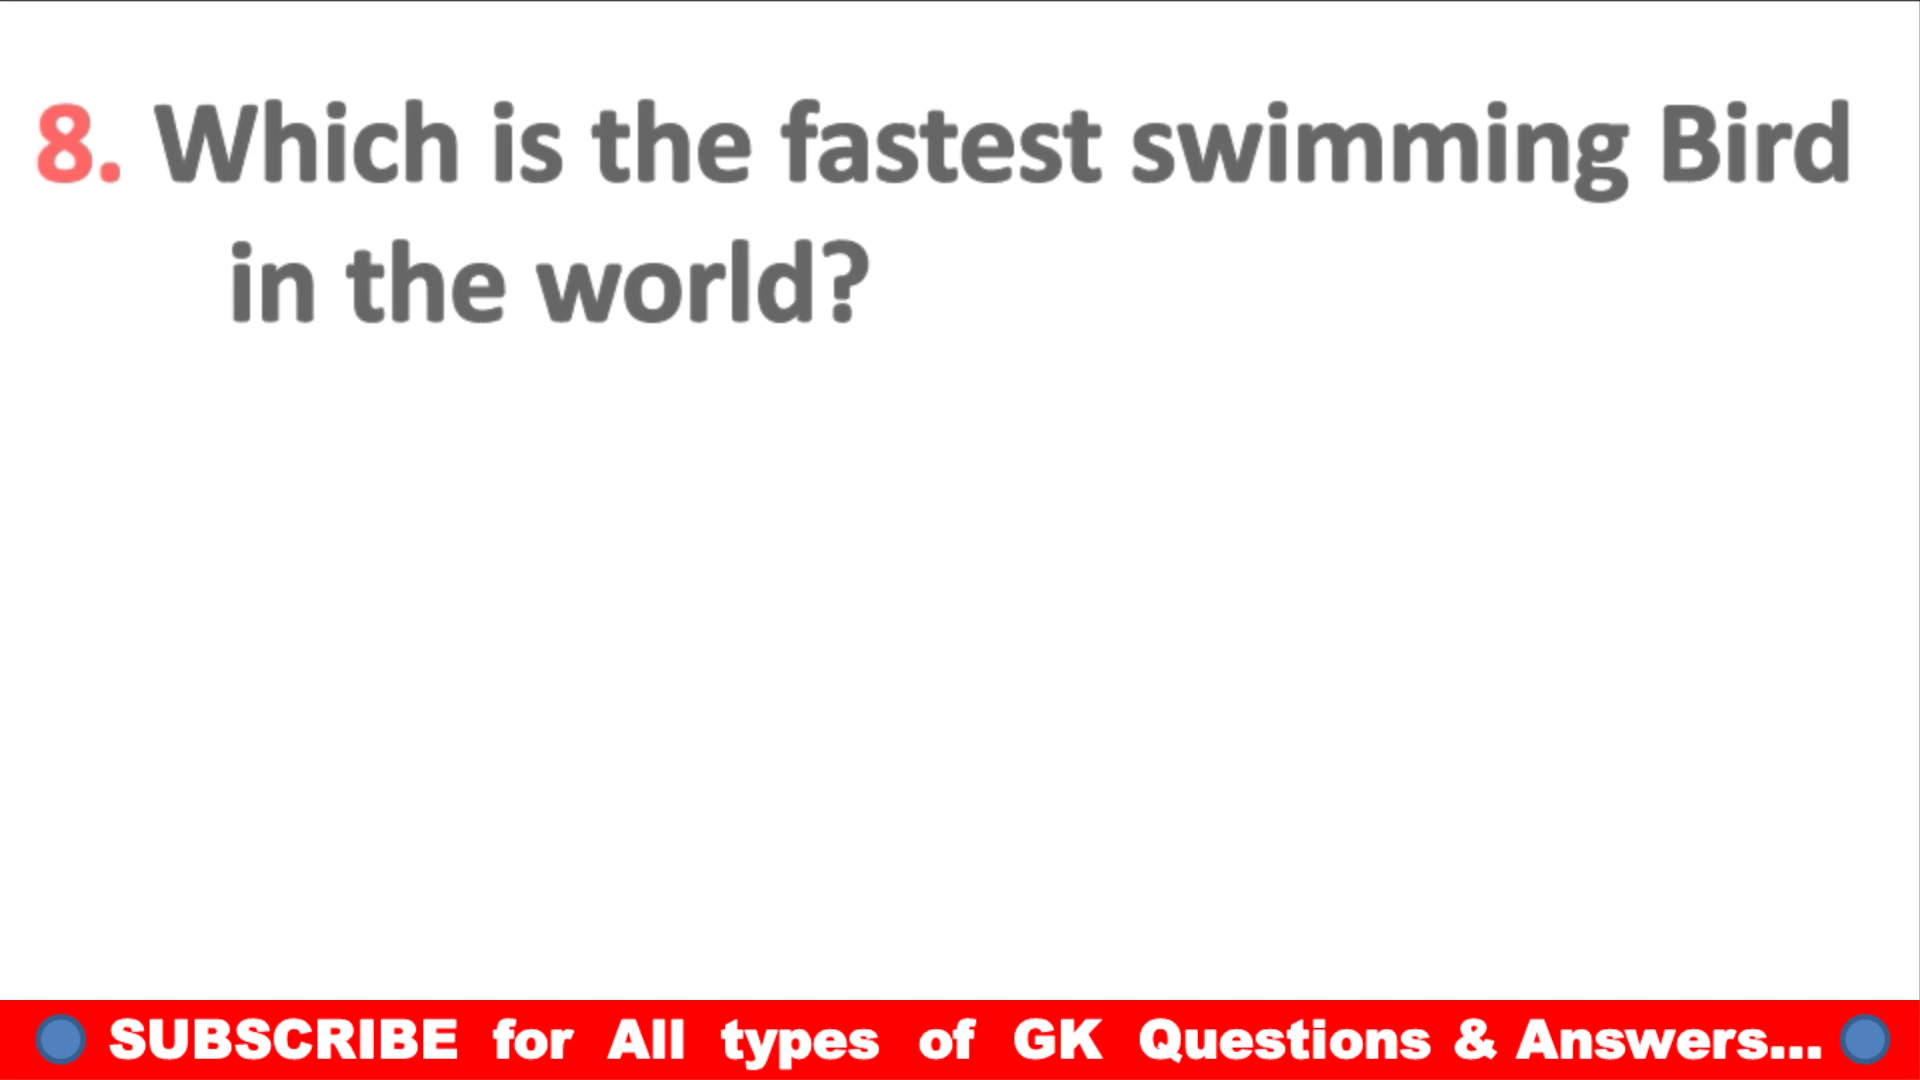 8. Which is the fastest swimming Bird
in the world?
SUBSCRIBE for All types of GK Questions & Answers...